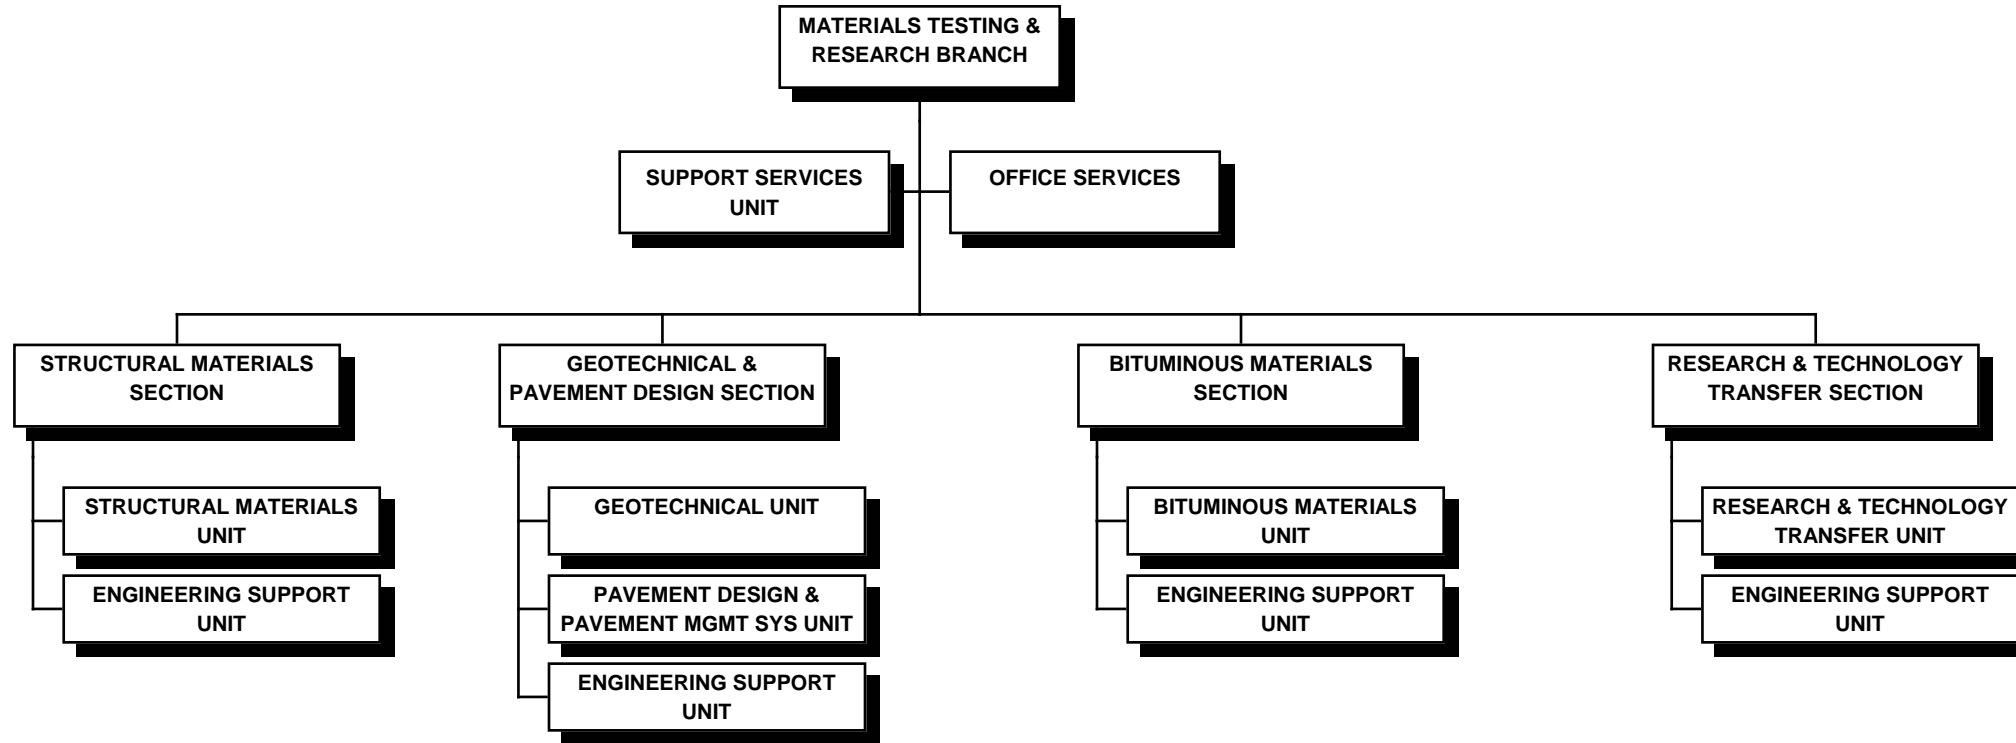 MATERIALS TESTING &
RESEARCH BRANCH
SUPPORT SERVICES
UNIT
OFFICE SERVICES
STRUCTURAL MATERIALS
SECTION
GEOTECHNICAL &
PAVEMENT DESIGN SECTION
BITUMINOUS MATERIALS
SECTION
RESEARCH & TECHNOLOGY
TRANSFER SECTION
STRUCTURAL MATERIALS
UNIT
ENGINEERING SUPPORT
UNIT
GEOTECHNICAL UNIT
PAVEMENT DESIGN &
PAVEMENT MGMT SYS UNIT
ENGINEERING SUPPORT
UNIT
BITUMINOUS MATERIALS
UNIT
ENGINEERING SUPPORT
UNIT
RESEARCH & TECHNOLOGY
TRANSFER UNIT
ENGINEERING SUPPORT
UNIT